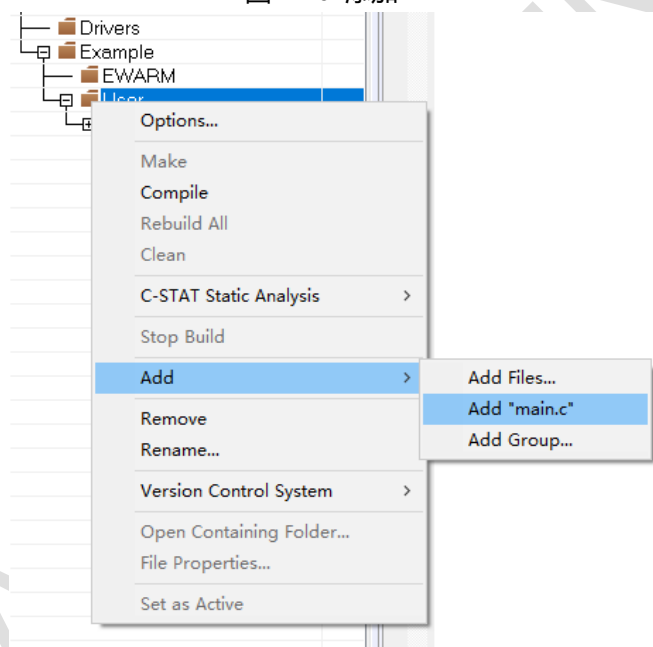 Drivers
Example
EWARM
User
Options...
Make
Compile
Rebuild All
Clean
C-STAT Static Analysis
Stop Build
Add
Add Files...
Add "main.c"
Add Group...
Remove
Rename...
Version Control System
Open Containing Folder...
File Properties...
Set as Active